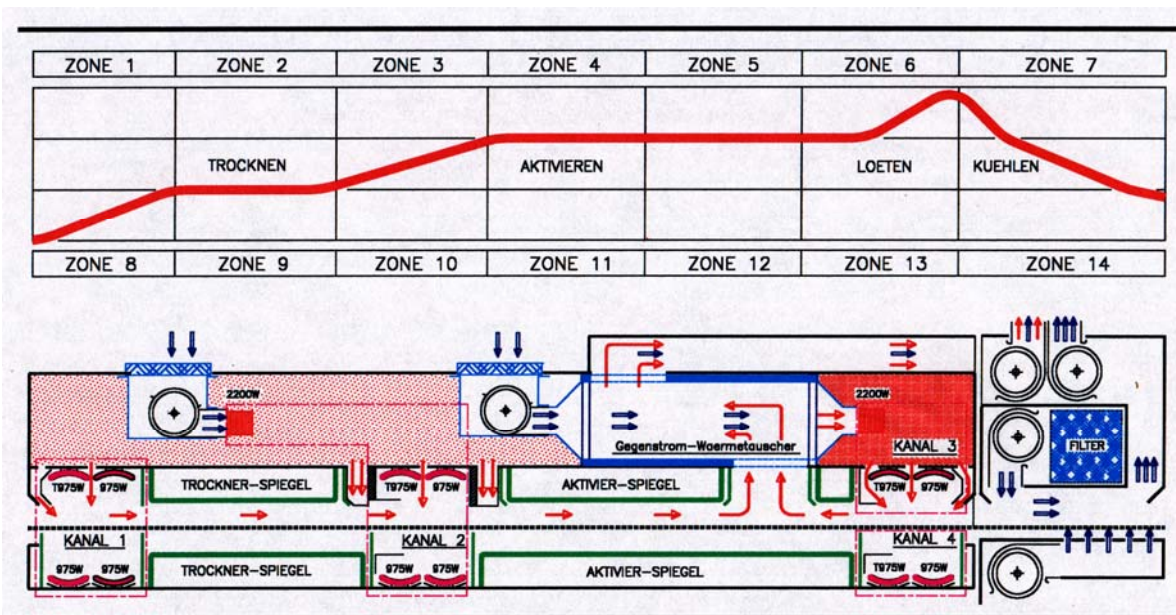 ZONE 1 ZONE 2 ZONE 3 ZONE 4 ZONE 5 ZONE 6 ZONE 7
TROCKNEN AKTIVIEREN LOETEN KUEHLEN
ZONE 8 ZONE 9 ZONE 10 ZONE 11 ZONE 12 ZONE 13 ZONE 14
2200W 2200W
Gegenstrom-Waermetauscher KANAL 3 FILTER
T975W 975W TROCKNER-SPIEGEL T975W 975W AKTIVIER-SPIEGEL T975W 975W
KANAL 1 KANAL 2 KANAL 4
975W 975W TROCKNER-SPIEGEL 975W 975W AKTIVIER-SPIEGEL T975W 975W